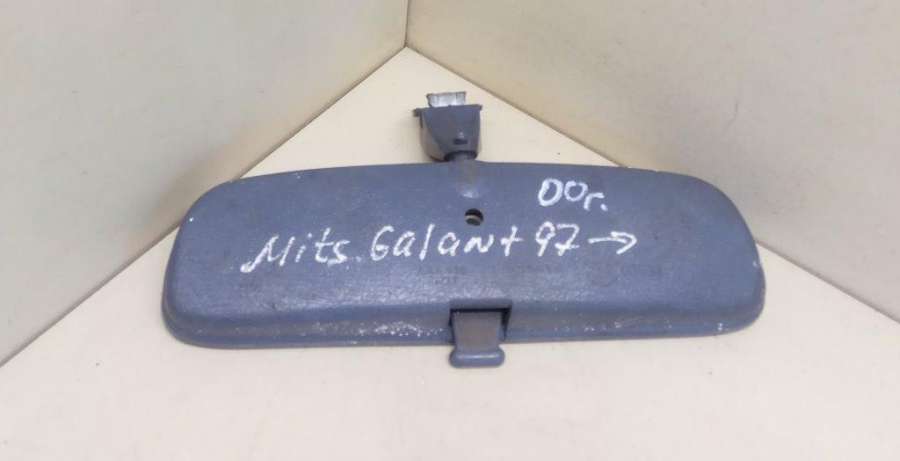 00г.
Mits. Galant 97→